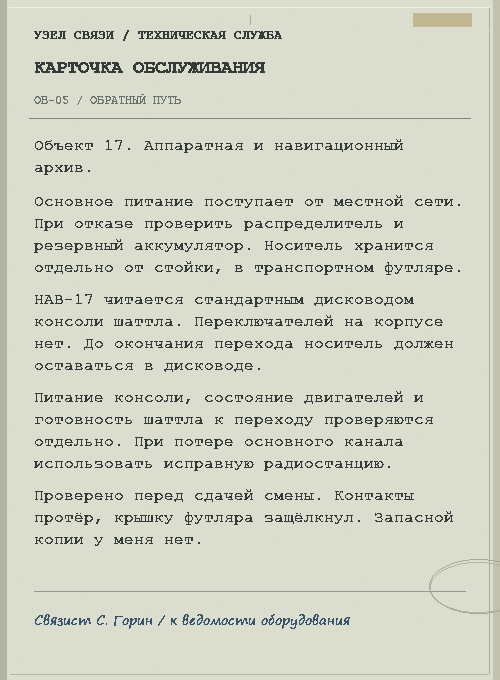 УЗЕЛ СВЯЗИ / ТЕХНИЧЕСКАЯ СЛУЖБА
КАРТОЧКА ОБСЛУЖИВАНИЯ
ОВ-05 / ОБРАТНЫЙ ПУТЬ
Объект 17. Аппаратная и навигационный
архив.
Основное питание поступает от местной сети.
При отказе проверить распределитель и
резервный аккумулятор. Носитель хранится
отдельно от стойки, в транспортном футляре.
НАВ-17 читается стандартным дисководом
консоли шаттла. Переключателей на корпусе
нет. До окончания перехода носитель должен
оставаться в дисководе.
Питание консоли, состояние двигателей и
готовность шаттла к переходу проверяются
отдельно. При потере основного канала
использовать исправную радиостанцию.
Проверено перед сдачей смены. Контакты
протёр, крышку футляра защёлкнул. Запасной
копии у меня нет.
Связист С. Горин / к ведомости оборудования